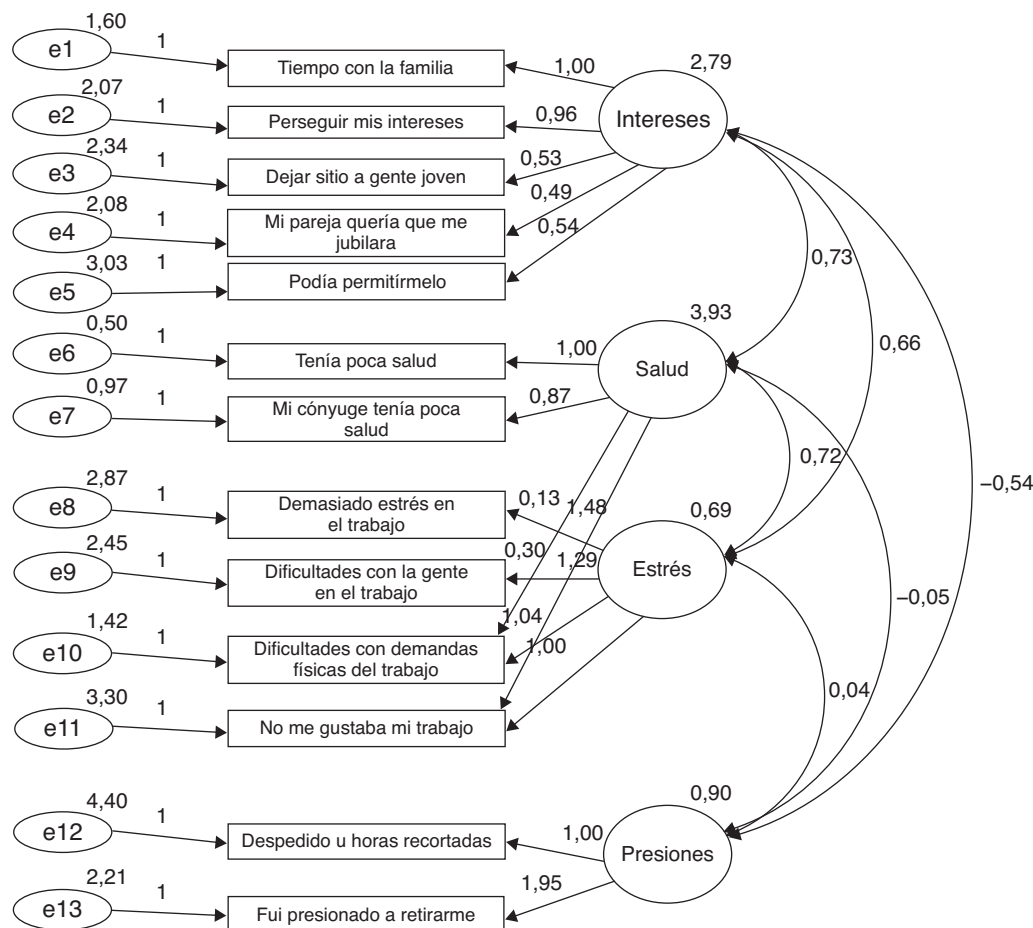 1,60
e1
1
Tiempo con la familia
1,00
2,79
Intereses
2,07
e2
1
Perseguir mis intereses
0,96
2,34
e3
1
Dejar sitio a gente joven
0,53
2,08
e4
1
Mi pareja quería que me
jubilara
0,49
3,03
e5
1
Podía permitírmelo
0,54
0,73
0,50
e6
1
Tenía poca salud
1,00
3,93
Salud
0,66
0,97
e7
1
Mi cónyuge tenía poca
salud
0,87
0,72
−0,54
2,87
e8
1
Demasiado estrés en
el trabajo
0,13
1,48
0,69
Estrés
2,45
e9
1
Dificultades con la gente
en el trabajo
0,30
1,29
−0,05
1,42
e10
1
Dificultades con demandas
físicas del trabajo
1,04
1,00
0,04
3,30
e11
1
No me gustaba mi trabajo
4,40
e12
1
Despedido u horas recortadas
1,00
0,90
Presiones
2,21
e13
1
Fui presionado a retirarme
1,95